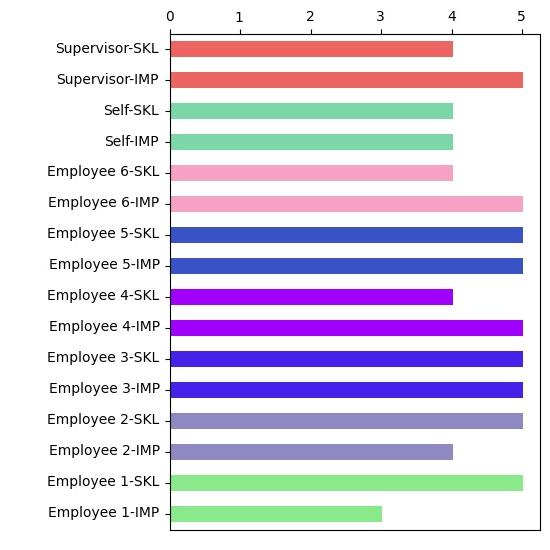 0 1 2 3 4 5
Supervisor-SKL
Supervisor-IMP
Self-SKL
Self-IMP
Employee 6-SKL
Employee 6-IMP
Employee 5-SKL
Employee 5-IMP
Employee 4-SKL
Employee 4-IMP
Employee 3-SKL
Employee 3-IMP
Employee 2-SKL
Employee 2-IMP
Employee 1-SKL
Employee 1-IMP